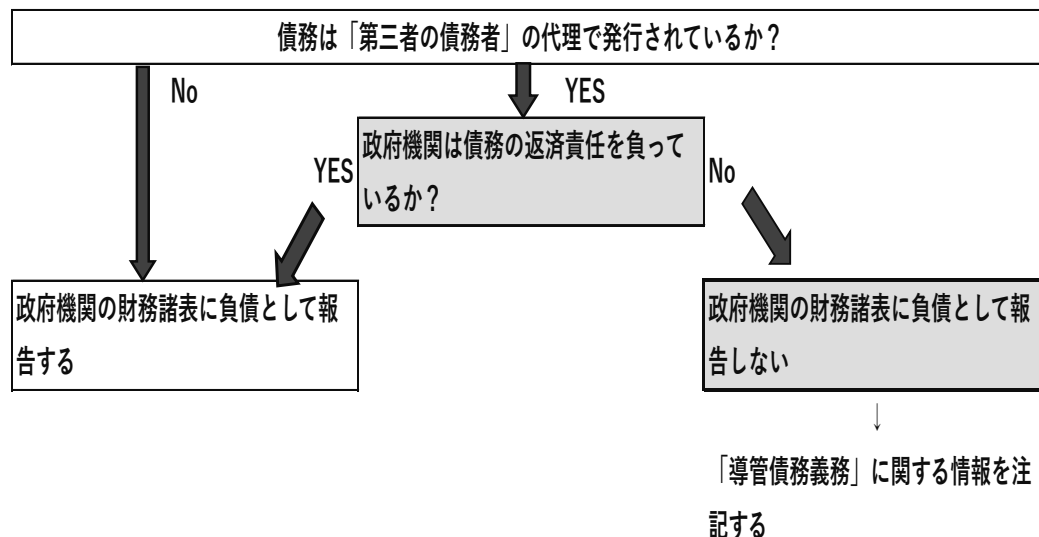 債務は「第三者の債務者」の代理で発行されているか？
No
YES
政府機関は債務の返済責任を負って
いるか？
YES
No
政府機関の財務諸表に負債として報
告する
政府機関の財務諸表に負債として報
告しない
↓
「導管債務義務」に関する情報を注
記する